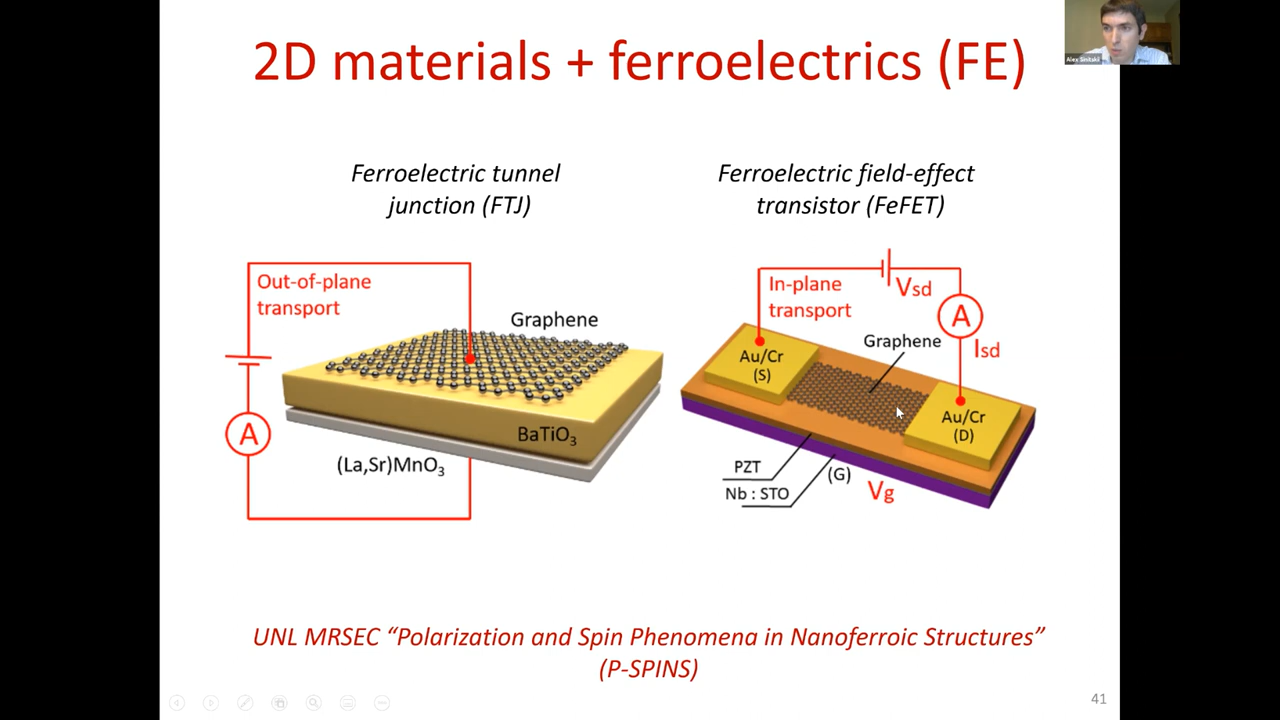 2D materials + ferroelectrics (FE)
Alex Sinitskii
Ferroelectric tunnel
junction (FTJ)
Ferroelectric field-effect
transistor (FeFET)
Out-of-plane
transport
Graphene
A
BaTiO3
(La,Sr)MnO3
In-plane
transport
Vsd
A
Isd
Graphene
Au/Cr
(S)
Au/Cr
(D)
PZT
Nb : STO
(G)
Vg
UNL MRSEC “Polarization and Spin Phenomena in Nanoferroic Structures”
(P-SPINS)
41